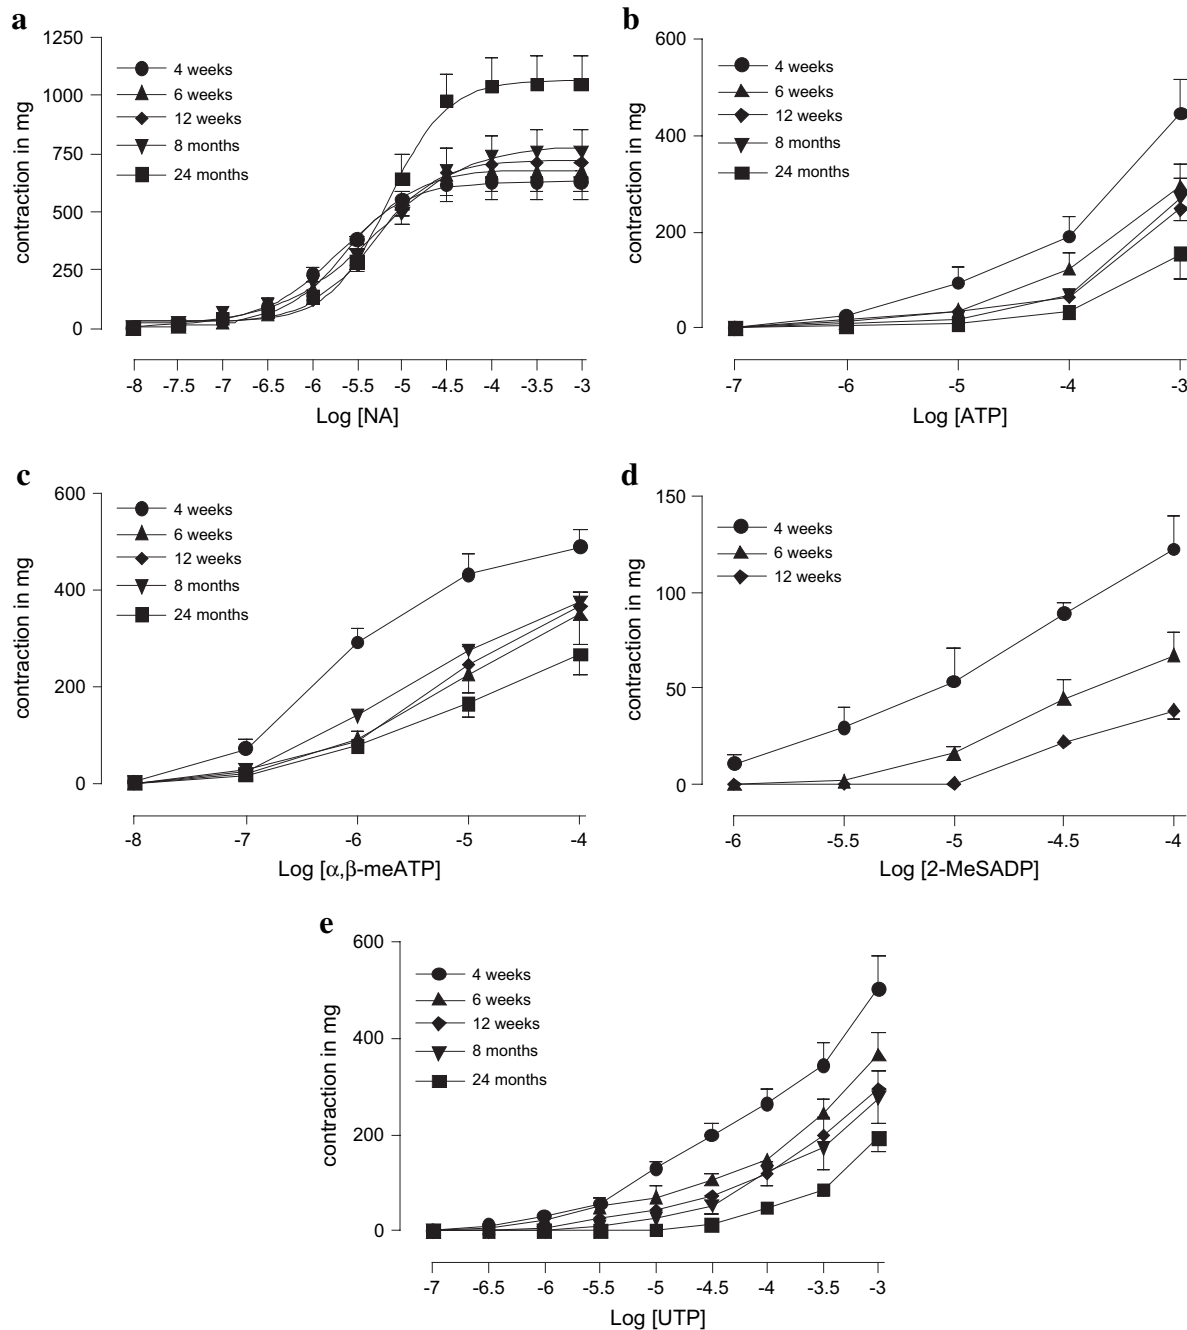 a
1250
1000
750
500
250
0
contraction in mg
4 weeks
6 weeks
12 weeks
8 months
24 months
-8 -7.5 -7 -6.5 -6 -5.5 -5 -4.5 -4 -3.5 -3
Log [NA]
b
600
400
200
0
contraction in mg
4 weeks
6 weeks
12 weeks
8 months
24 months
-7 -6 -5 -4 -3
Log [ATP]
c
600
400
200
0
contraction in mg
4 weeks
6 weeks
12 weeks
8 months
24 months
-8 -7 -6 -5 -4
Log [α,β-meATP]
d
150
100
50
0
contraction in mg
4 weeks
6 weeks
12 weeks
-6 -5.5 -5 -4.5 -4
Log [2-MeSADP]
e
600
400
200
0
contraction in mg
4 weeks
6 weeks
12 weeks
8 months
24 months
-7 -6.5 -6 -5.5 -5 -4.5 -4 -3.5 -3
Log [UTP]